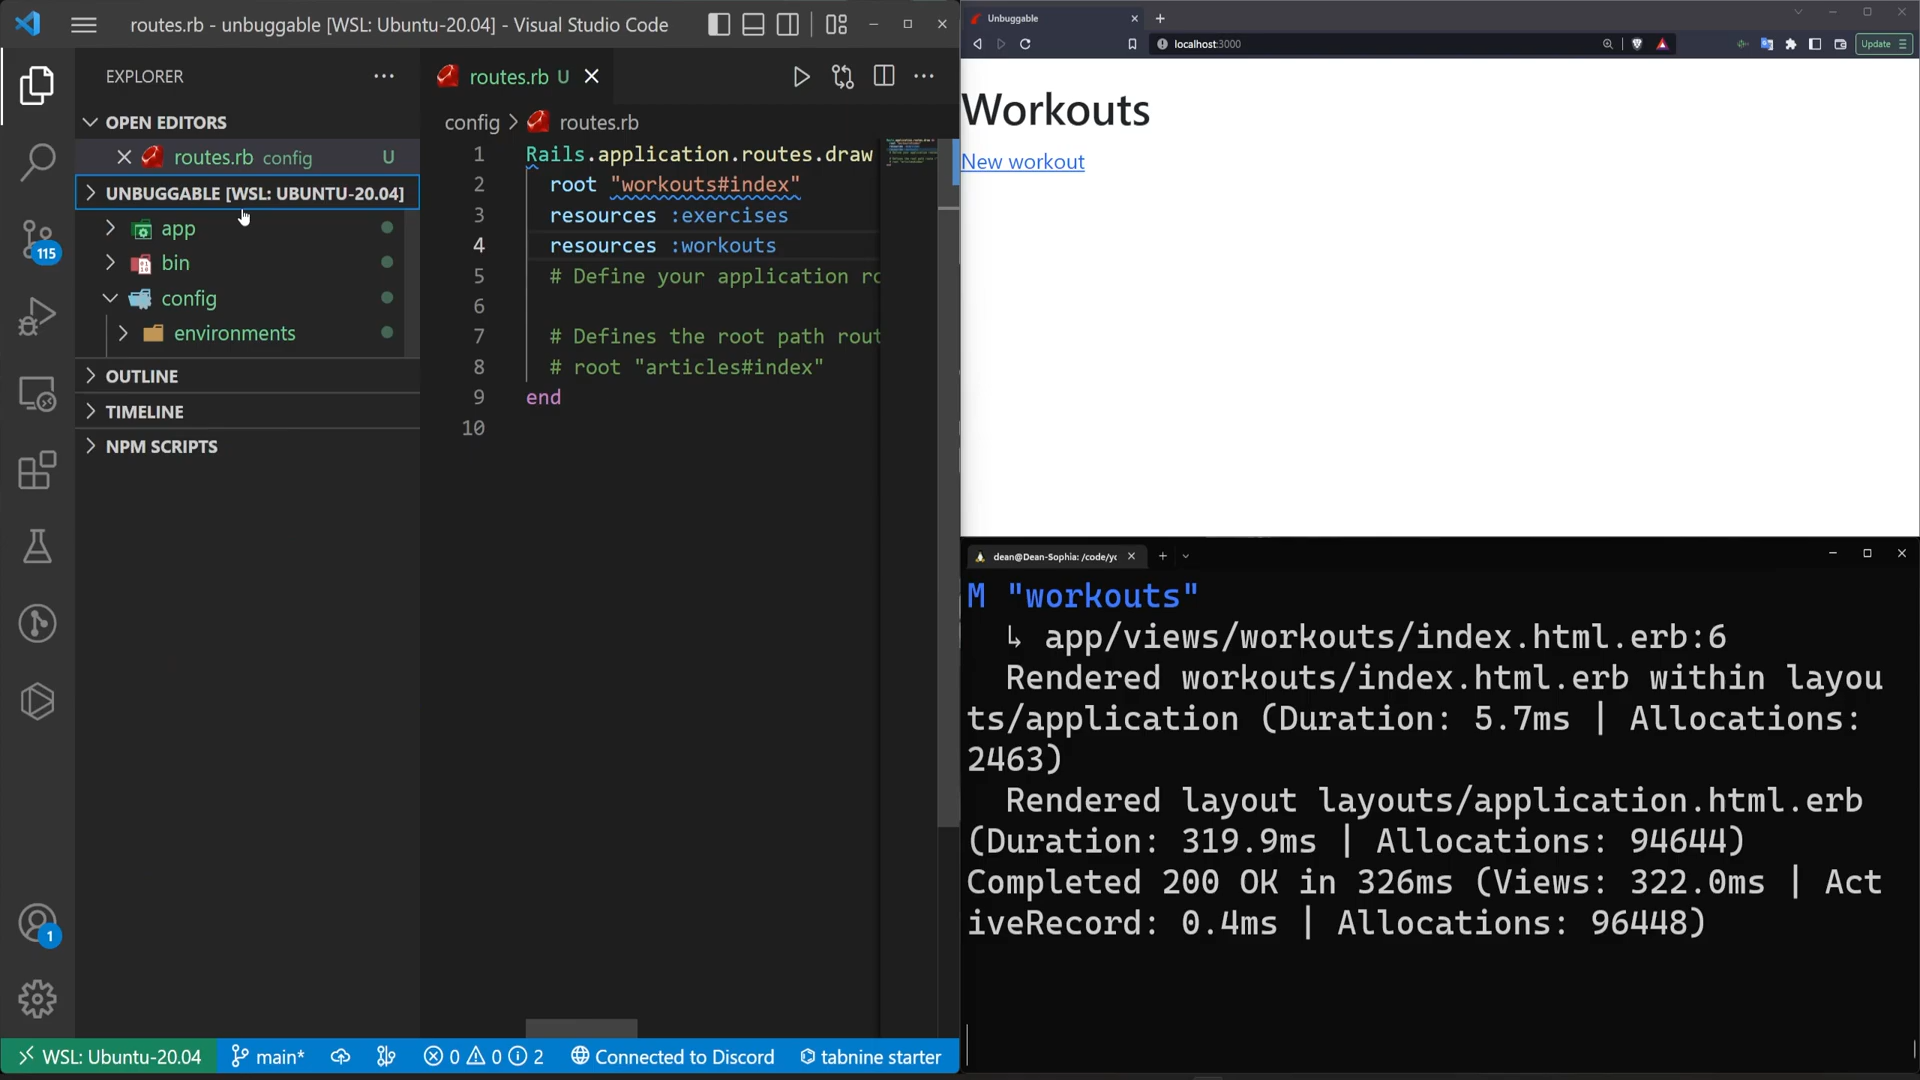 routes.rb - unbuggable [WSL: Ubuntu-20.04] - Visual Studio Code
EXPLORER
OPEN EDITORS
routes.rb config U
UNBUGGABLE [WSL: UBUNTU-20.04]
app
bin
config
environments
OUTLINE
TIMELINE
NPM SCRIPTS
115
1
routes.rb U
config > routes.rb
1 Rails.application.routes.draw
2 root "workouts#index"
3 resources :exercises
4 resources :workouts
5 # Define your application ro
6
7 # Defines the root path rout
8 # root "articles#index"
9 end
10
WSL: Ubuntu-20.04
main*
0 0 2
Connected to Discord
tabnine starter
Unbuggable
localhost:3000
Update
Workouts
New workout
dean@Dean-Sophia: /code/yc
M "workouts"
↳ app/views/workouts/index.html.erb:6
Rendered workouts/index.html.erb within layou
ts/application (Duration: 5.7ms | Allocations:
2463)
Rendered layout layouts/application.html.erb
(Duration: 319.9ms | Allocations: 94644)
Completed 200 OK in 326ms (Views: 322.0ms | Act
iveRecord: 0.4ms | Allocations: 96448)